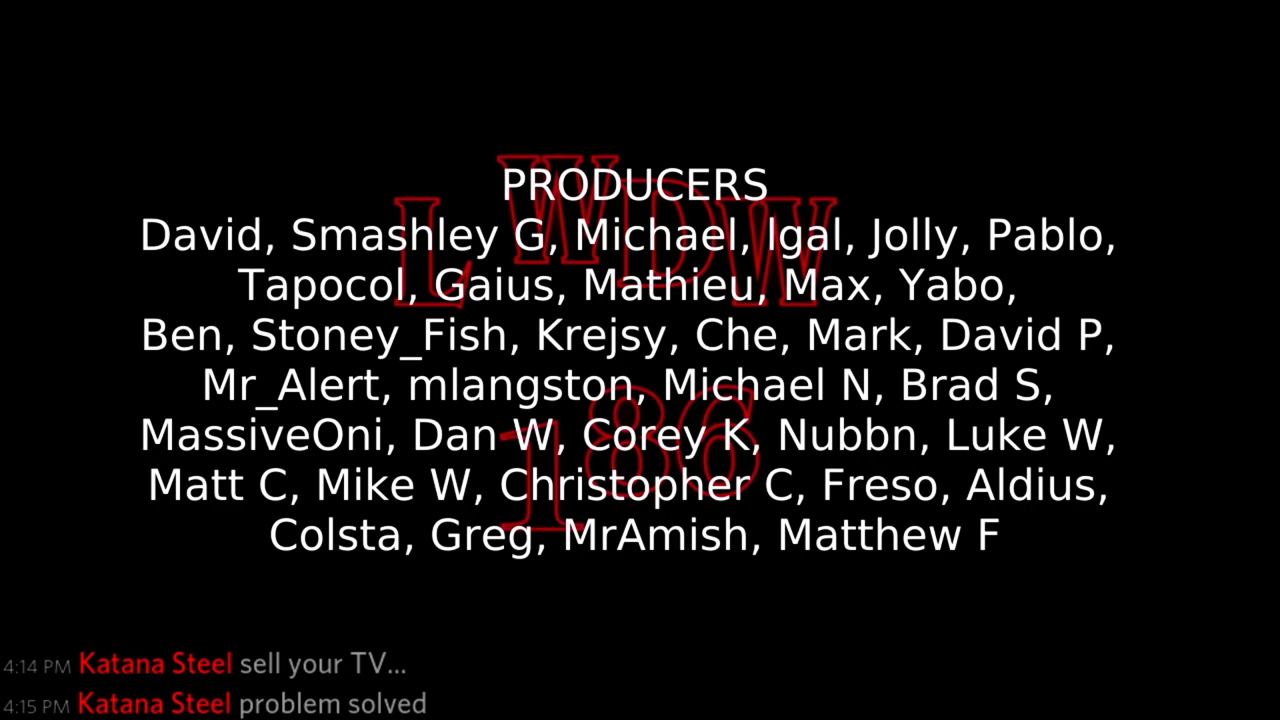 PRODUCERS
David, Smashley G, Michael, Igal, Jolly, Pablo,
Tapocol, Gaius, Mathieu, Max, Yabo,
Ben, Stoney_Fish, Krejsy, Che, Mark, David P,
Mr_Alert, mlangston, Michael N, Brad S,
MassiveOni, Dan W, Corey K, Nubbn, Luke W,
Matt C, Mike W, Christopher C, Freso, Aldius,
Colsta, Greg, MrAmish, Matthew F
LWDW
186
4:14 PM Katana Steel sell your TV...
4:15 PM Katana Steel problem solved